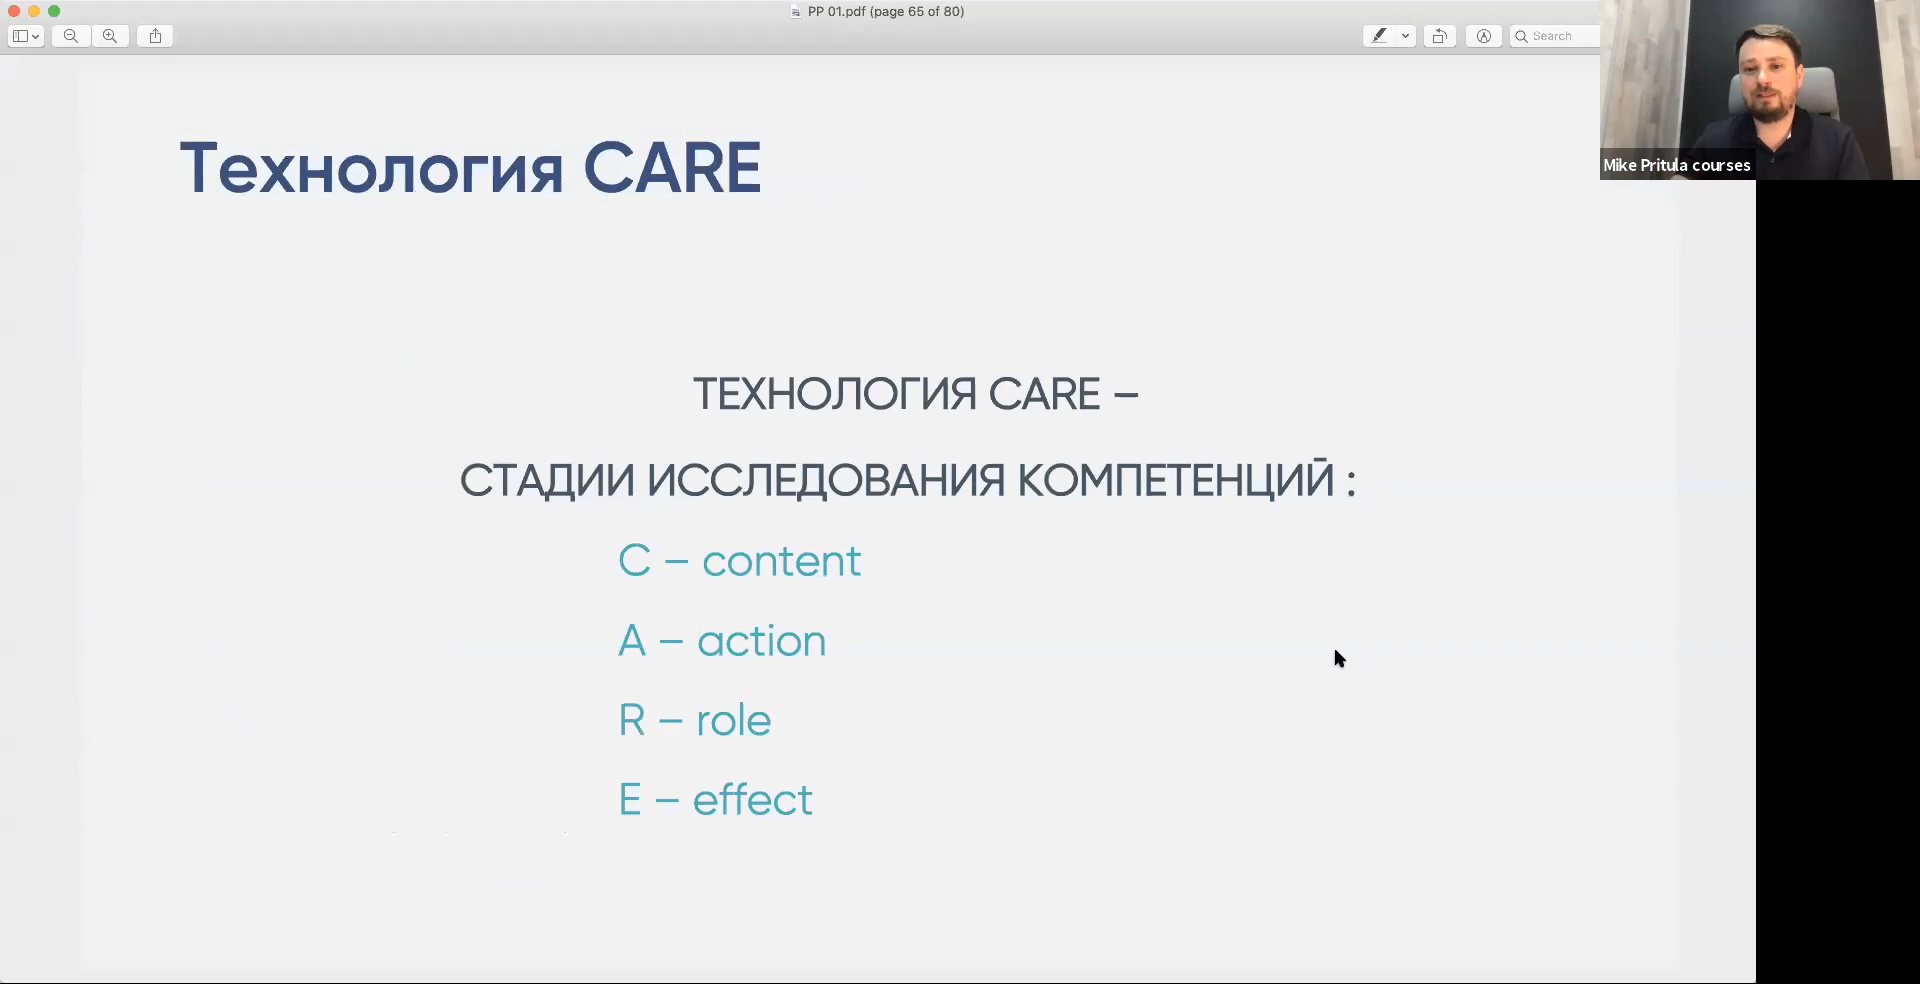 PP 01.pdf (page 65 of 80)
Search
Mike Pritula courses
Технология CARE
ТЕХНОЛОГИЯ CARE –
СТАДИИ ИССЛЕДОВАНИЯ КОМПЕТЕНЦИЙ :
C – content
A – action
R – role
E – effect